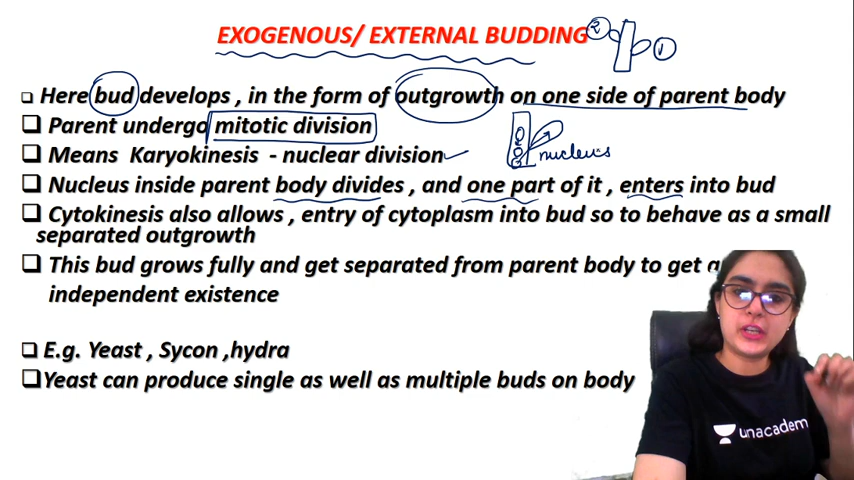 EXOGENOUS/ EXTERNAL BUDDING
2
1
Here bud develops , in the form of outgrowth on one side of parent body
Parent undergo mitotic division
Means Karyokinesis - nuclear division
nucleus
Nucleus inside parent body divides , and one part of it , enters into bud
Cytokinesis also allows , entry of cytoplasm into bud so to behave as a small
separated outgrowth
This bud grows fully and get separated from parent body to get a
independent existence
E.g. Yeast , Sycon ,hydra
Yeast can produce single as well as multiple buds on body
unacadem